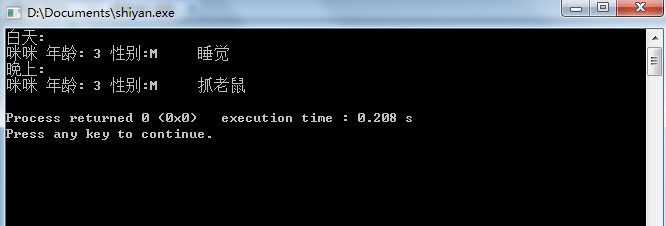 D:\Documents\shiyan.exe
白天:
咪咪 年龄: 3 性别:M     睡觉
晚上:
咪咪 年龄: 3 性别:M     抓老鼠
Process returned 0 (0x0)   execution time : 0.208 s
Press any key to continue.